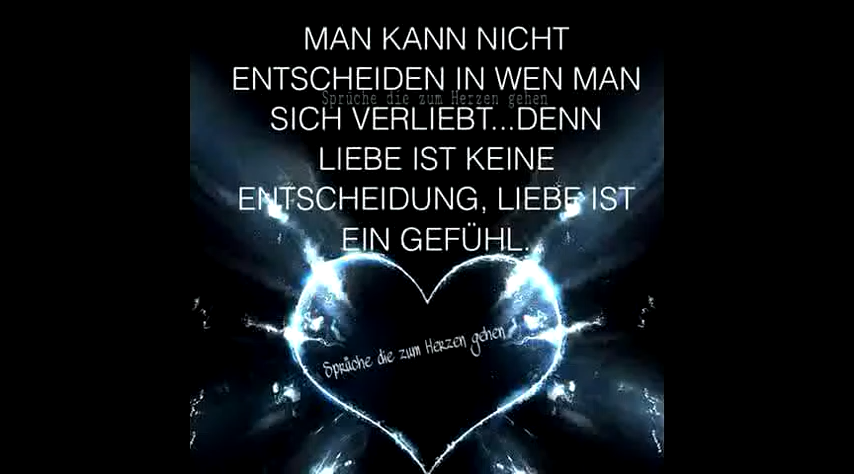 MAN KANN NICHT
ENTSCHEIDEN IN WEN MAN
Sprüche die zum Herzen gehen
SICH VERLIEBT...DENN
LIEBE IST KEINE
ENTSCHEIDUNG, LIEBE IST
EIN GEFÜHL.
Sprüche die zum Herzen gehen